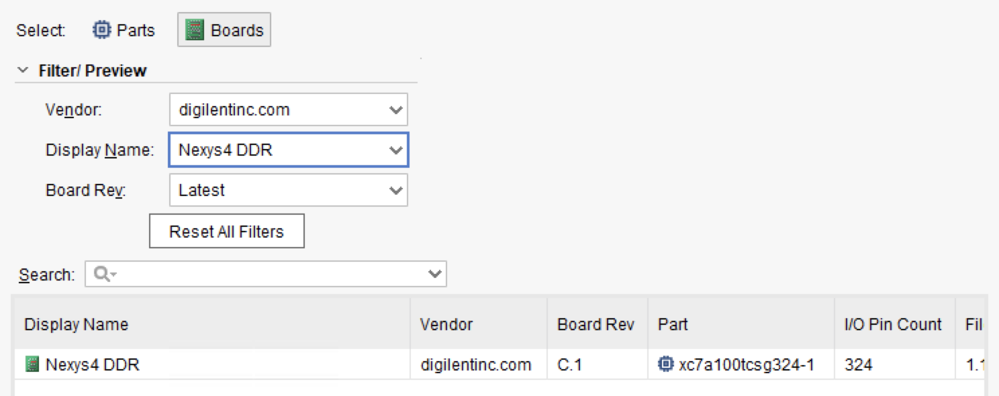 Select: Parts Boards
Filter/ Preview
Vendor: digilentinc.com
Display Name: Nexys4 DDR
Board Rev: Latest
Reset All Filters
Search:
Display Name Vendor Board Rev Part I/O Pin Count Fil
Nexys4 DDR digilentinc.com C.1 xc7a100tcsg324-1 324 1.1